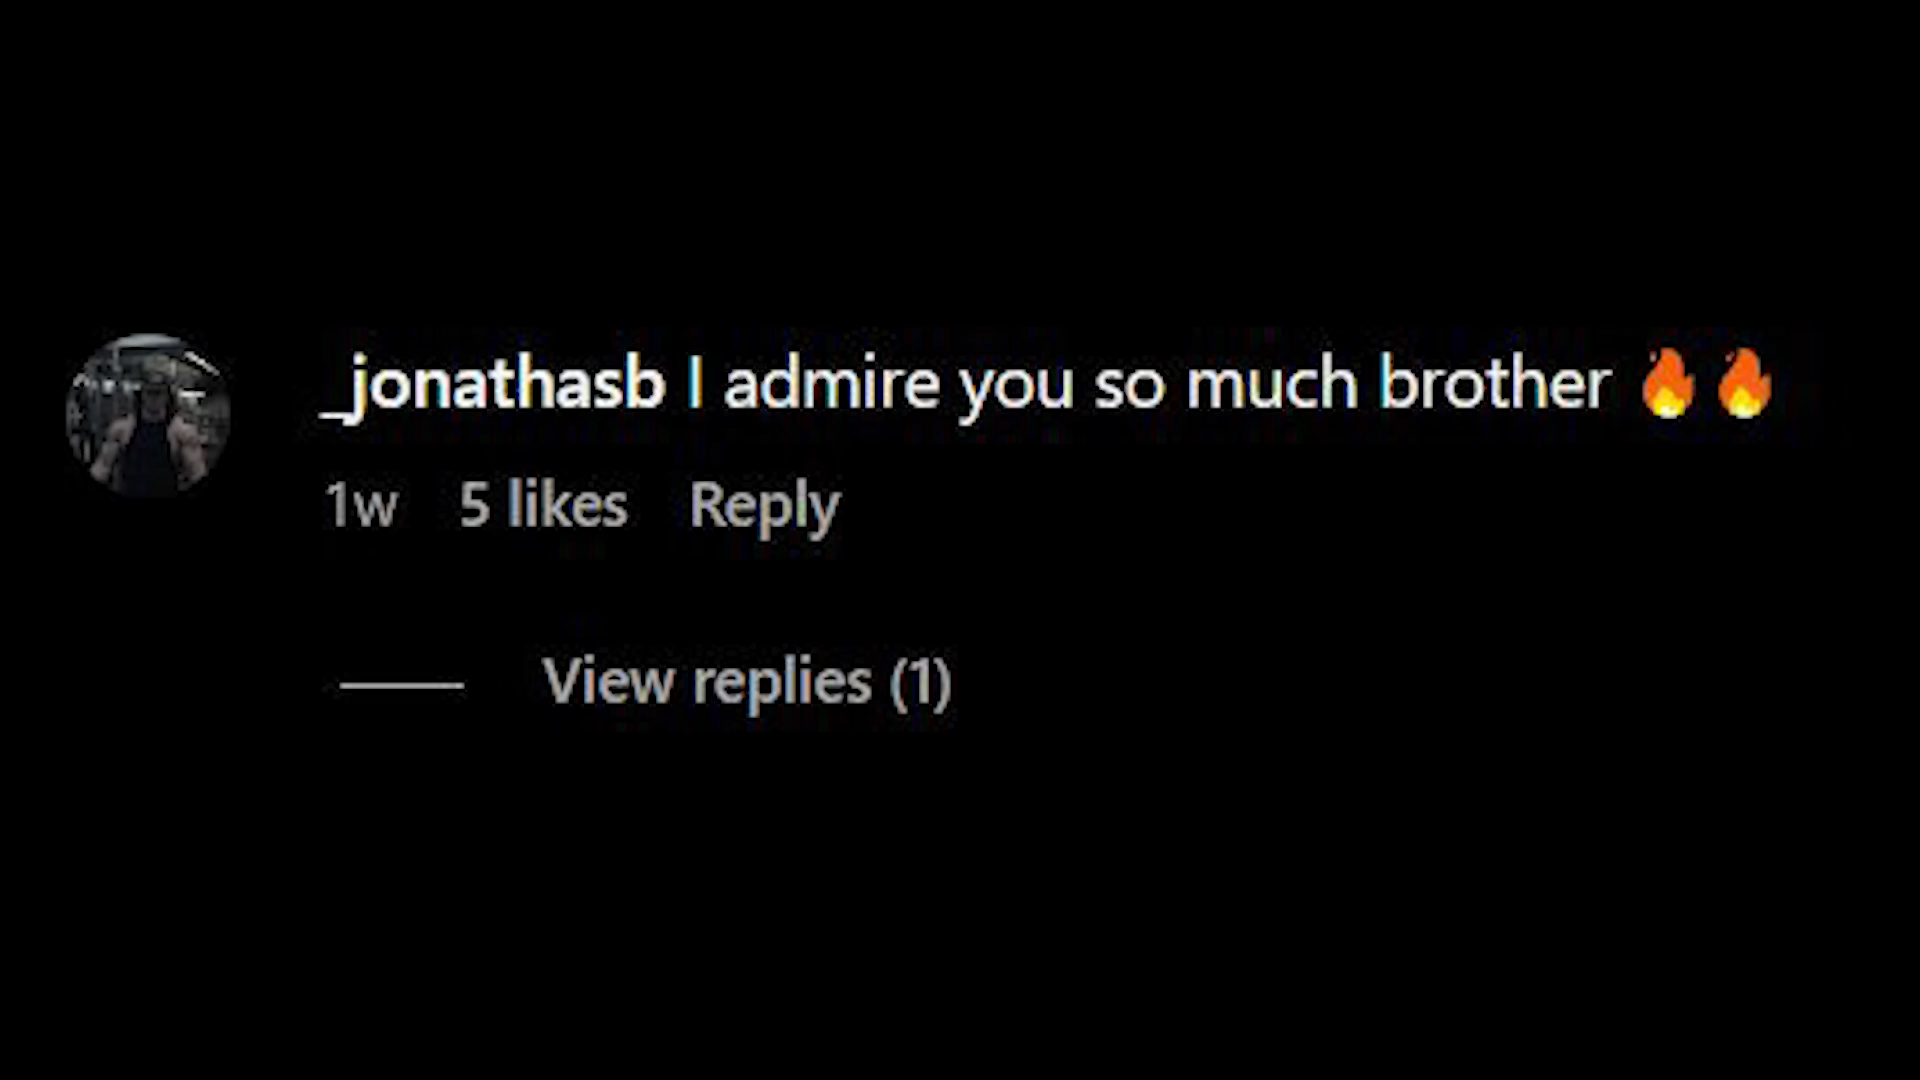 _jonathasb I admire you so much brother 🔥🔥
1w 5 likes Reply
View replies (1)